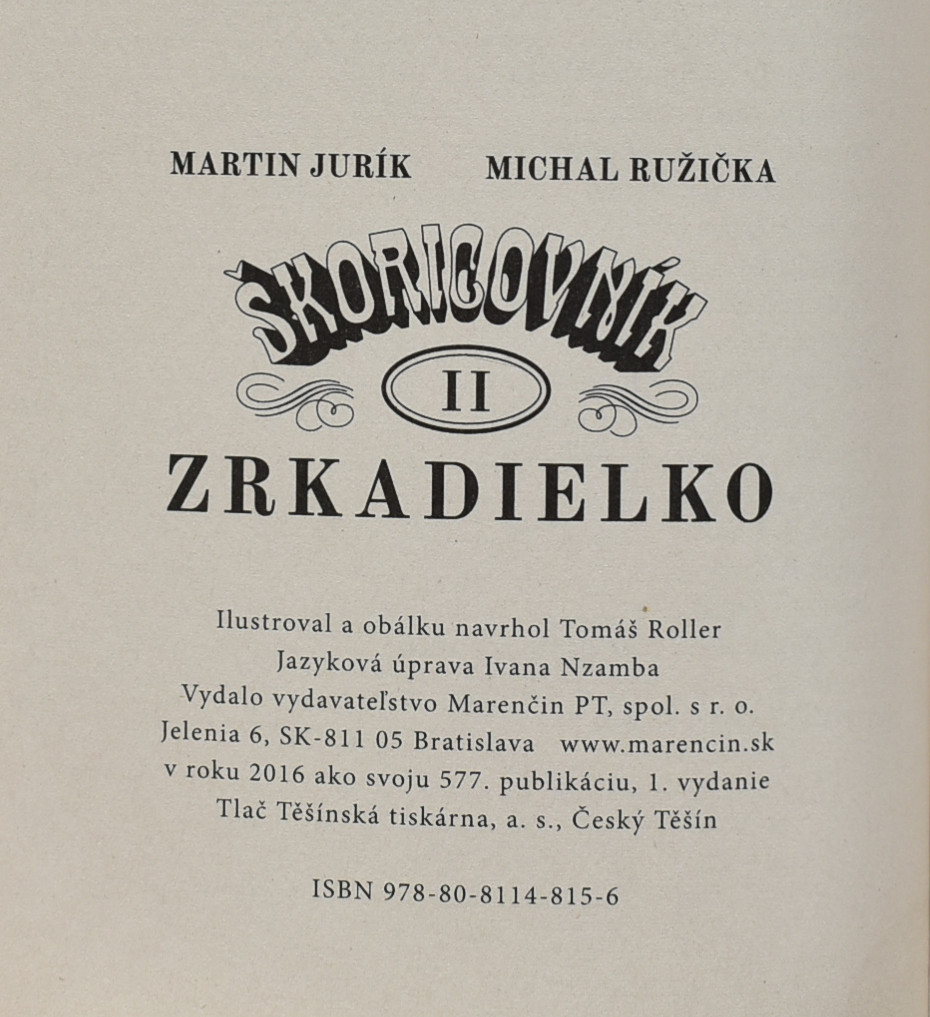 MARTIN JURÍK MICHAL RUŽIČKA
ŠKORICOVNÍK
II
ZRKADIELKO
Ilustroval a obálku navrhol Tomáš Roller
Jazyková úprava Ivana Nzamba
Vydalo vydavateľstvo Marenčin PT, spol. s r. o.
Jelenia 6, SK-811 05 Bratislava www.marencin.sk
v roku 2016 ako svoju 577. publikáciu, 1. vydanie
Tlač Těšínská tiskárna, a. s., Český Těšín
ISBN 978-80-8114-815-6